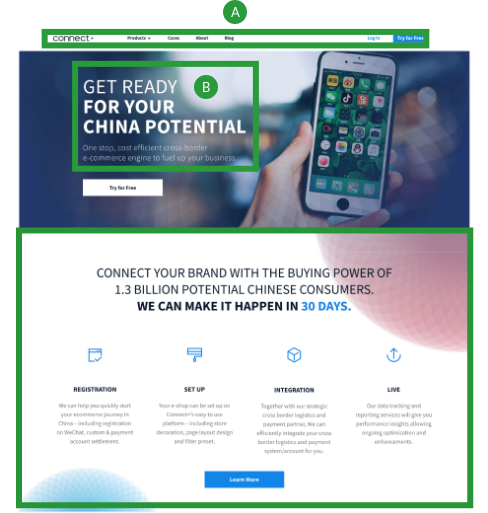 A
connect+
Products Cases About Blog Log In Try for Free
GET READY
B
FOR YOUR
CHINA POTENTIAL
One stop, cost efficient cross-border
e-commerce engine to fuel up your business.
Try for Free
CONNECT YOUR BRAND WITH THE BUYING POWER OF
1.3 BILLION POTENTIAL CHINESE CONSUMERS.
WE CAN MAKE IT HAPPEN IN 30 DAYS.
REGISTRATION
We can help you quickly start
your ecommerce journey in
China - including registration
on WeChat, custom & payment
account settlement.
SET UP
Your e-shop can be set up on
Connect+'s easy to use
platform - including store
decoration, page layout design
and filter preset.
INTEGRATION
Together with our strategic
cross border logistics and
payment partner, We can
efficiently integrate your cross
border logistics and payment
system/account for you.
LIVE
Our data tracking and
reporting services will give you
performance insights allowing
ongoing optimization and
enhancements.
Learn More